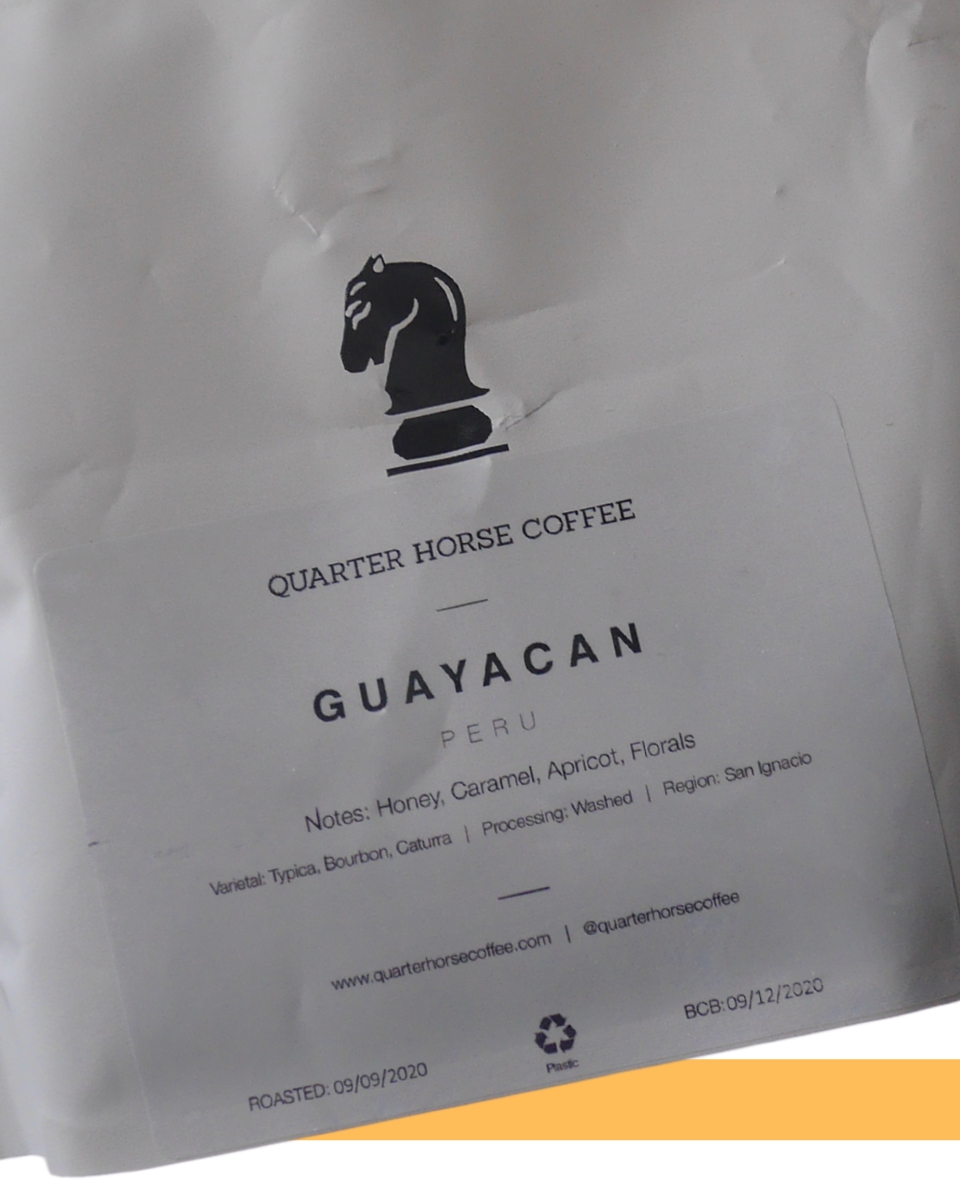 QUARTER HORSE COFFEE
GUAYACAN
PERU
Notes: Honey, Caramel, Apricot, Florals
Varietal: Typica, Bourbon, Caturra | Processing: Washed | Region: San Ignacio
www.quarterhorsecoffee.com | @quarterhorsecoffee
ROASTED: 09/09/2020
Plastic
BCB:09/12/2020